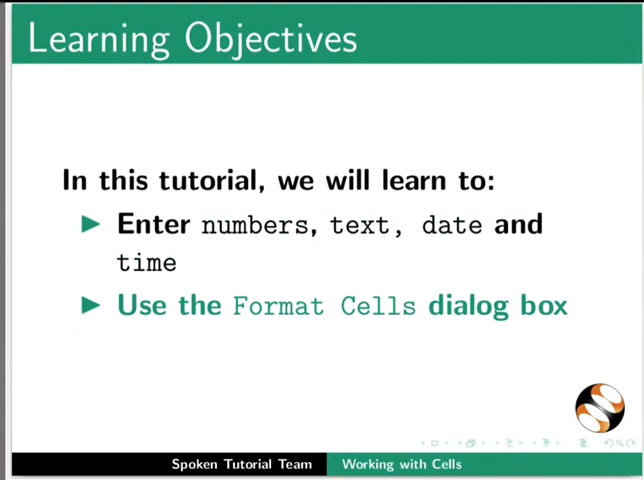 Learning Objectives
In this tutorial, we will learn to:
Enter numbers, text, date and
time
Use the Format Cells dialog box
Spoken Tutorial Team
Working with Cells